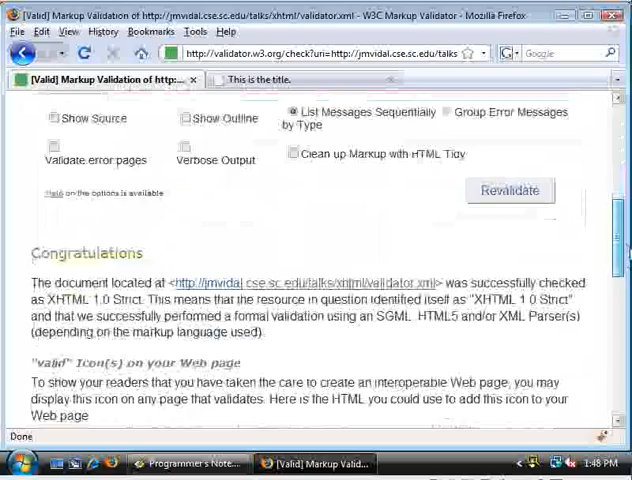 [Valid] Markup Validation of http://jmvidal.cse.sc.edu/talks/xhtml/validator.xml - W3C Markup Validator - Mozilla Firefox
File Edit View History Bookmarks Tools Help
http://validator.w3.org/check?uri=http://jmvidal.cse.sc.edu/talks
Google
[Valid] Markup Validation of http:...
This is the title.
Show Source
Show Outline
List Messages Sequentially
Group Error Messages
by Type
Validate error pages
Verbose Output
Clean up Markup with HTML Tidy
Help on the options is available
Revalidate
Congratulations
The document located at <http://jmvidal.cse.sc.edu/talks/xhtml/validator.xml> was successfully checked
as XHTML 1.0 Strict. This means that the resource in question identified itself as "XHTML 1.0 Strict"
and that we successfully performed a formal validation using an SGML, HTML5 and/or XML Parser(s)
(depending on the markup language used).
"valid" Icon(s) on your Web page
To show your readers that you have taken the care to create an interoperable Web page, you may
display this icon on any page that validates. Here is the HTML you could use to add this icon to your
Web page
Done
Programmer's Note...
[Valid] Markup Valid...
1:48 PM